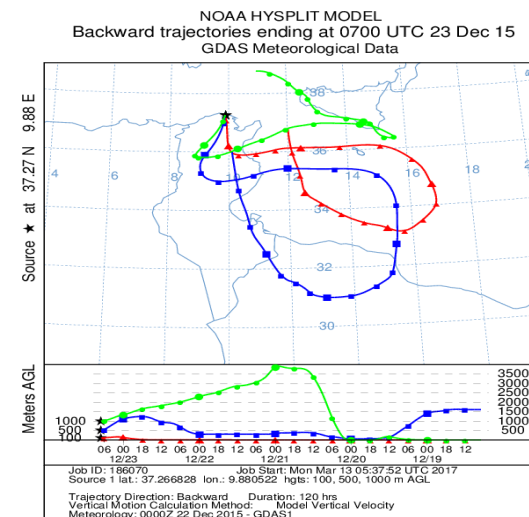 NOAA HYSPLIT MODEL
Backward trajectories ending at 0700 UTC 23 Dec 15
GDAS Meteorological Data
Source ★ at 37.27 N 9.88 E
4 6 8 10 12 14 16 18
38
36
34
32
30
Meters AGL
3500
3000
2500
2000
1500
1000
500
1000
500
100
06 00 18 12 06 00 18 12 06 00 18 12 06 00 18 12 06 00 18 12
12/23 12/22 12/21 12/20 12/19
Job ID: 186070 Job Start: Mon Mar 13 05:37:52 UTC 2017
Source 1 lat.: 37.266828 lon.: 9.880522 hgts: 100, 500, 1000 m AGL
Trajectory Direction: Backward Duration: 120 hrs
Vertical Motion Calculation Method: Model Vertical Velocity
Meteorology: 0000Z 22 Dec 2015 - GDAS1